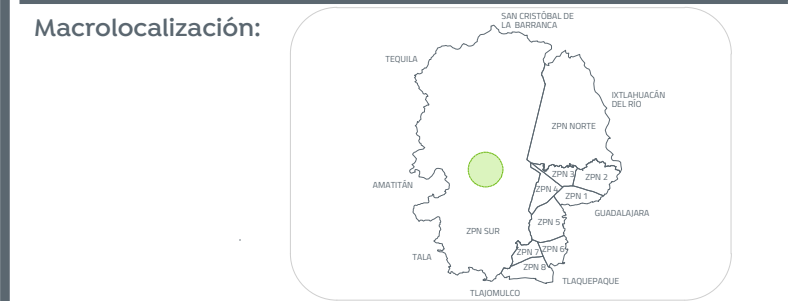 Macrolocalización:
SAN CRISTÓBAL DE
LA BARRANCA
TEQUILA
IXTLAHUACÁN
DEL RÍO
ZPN NORTE
ZPN 3
ZPN 2
AMATITÁN
ZPN 4
ZPN 1
GUADALAJARA
ZPN 5
ZPN SUR
ZPN 7
ZPN 6
TALA
ZPN 8
TLAQUEPAQUE
TLAJOMULCO